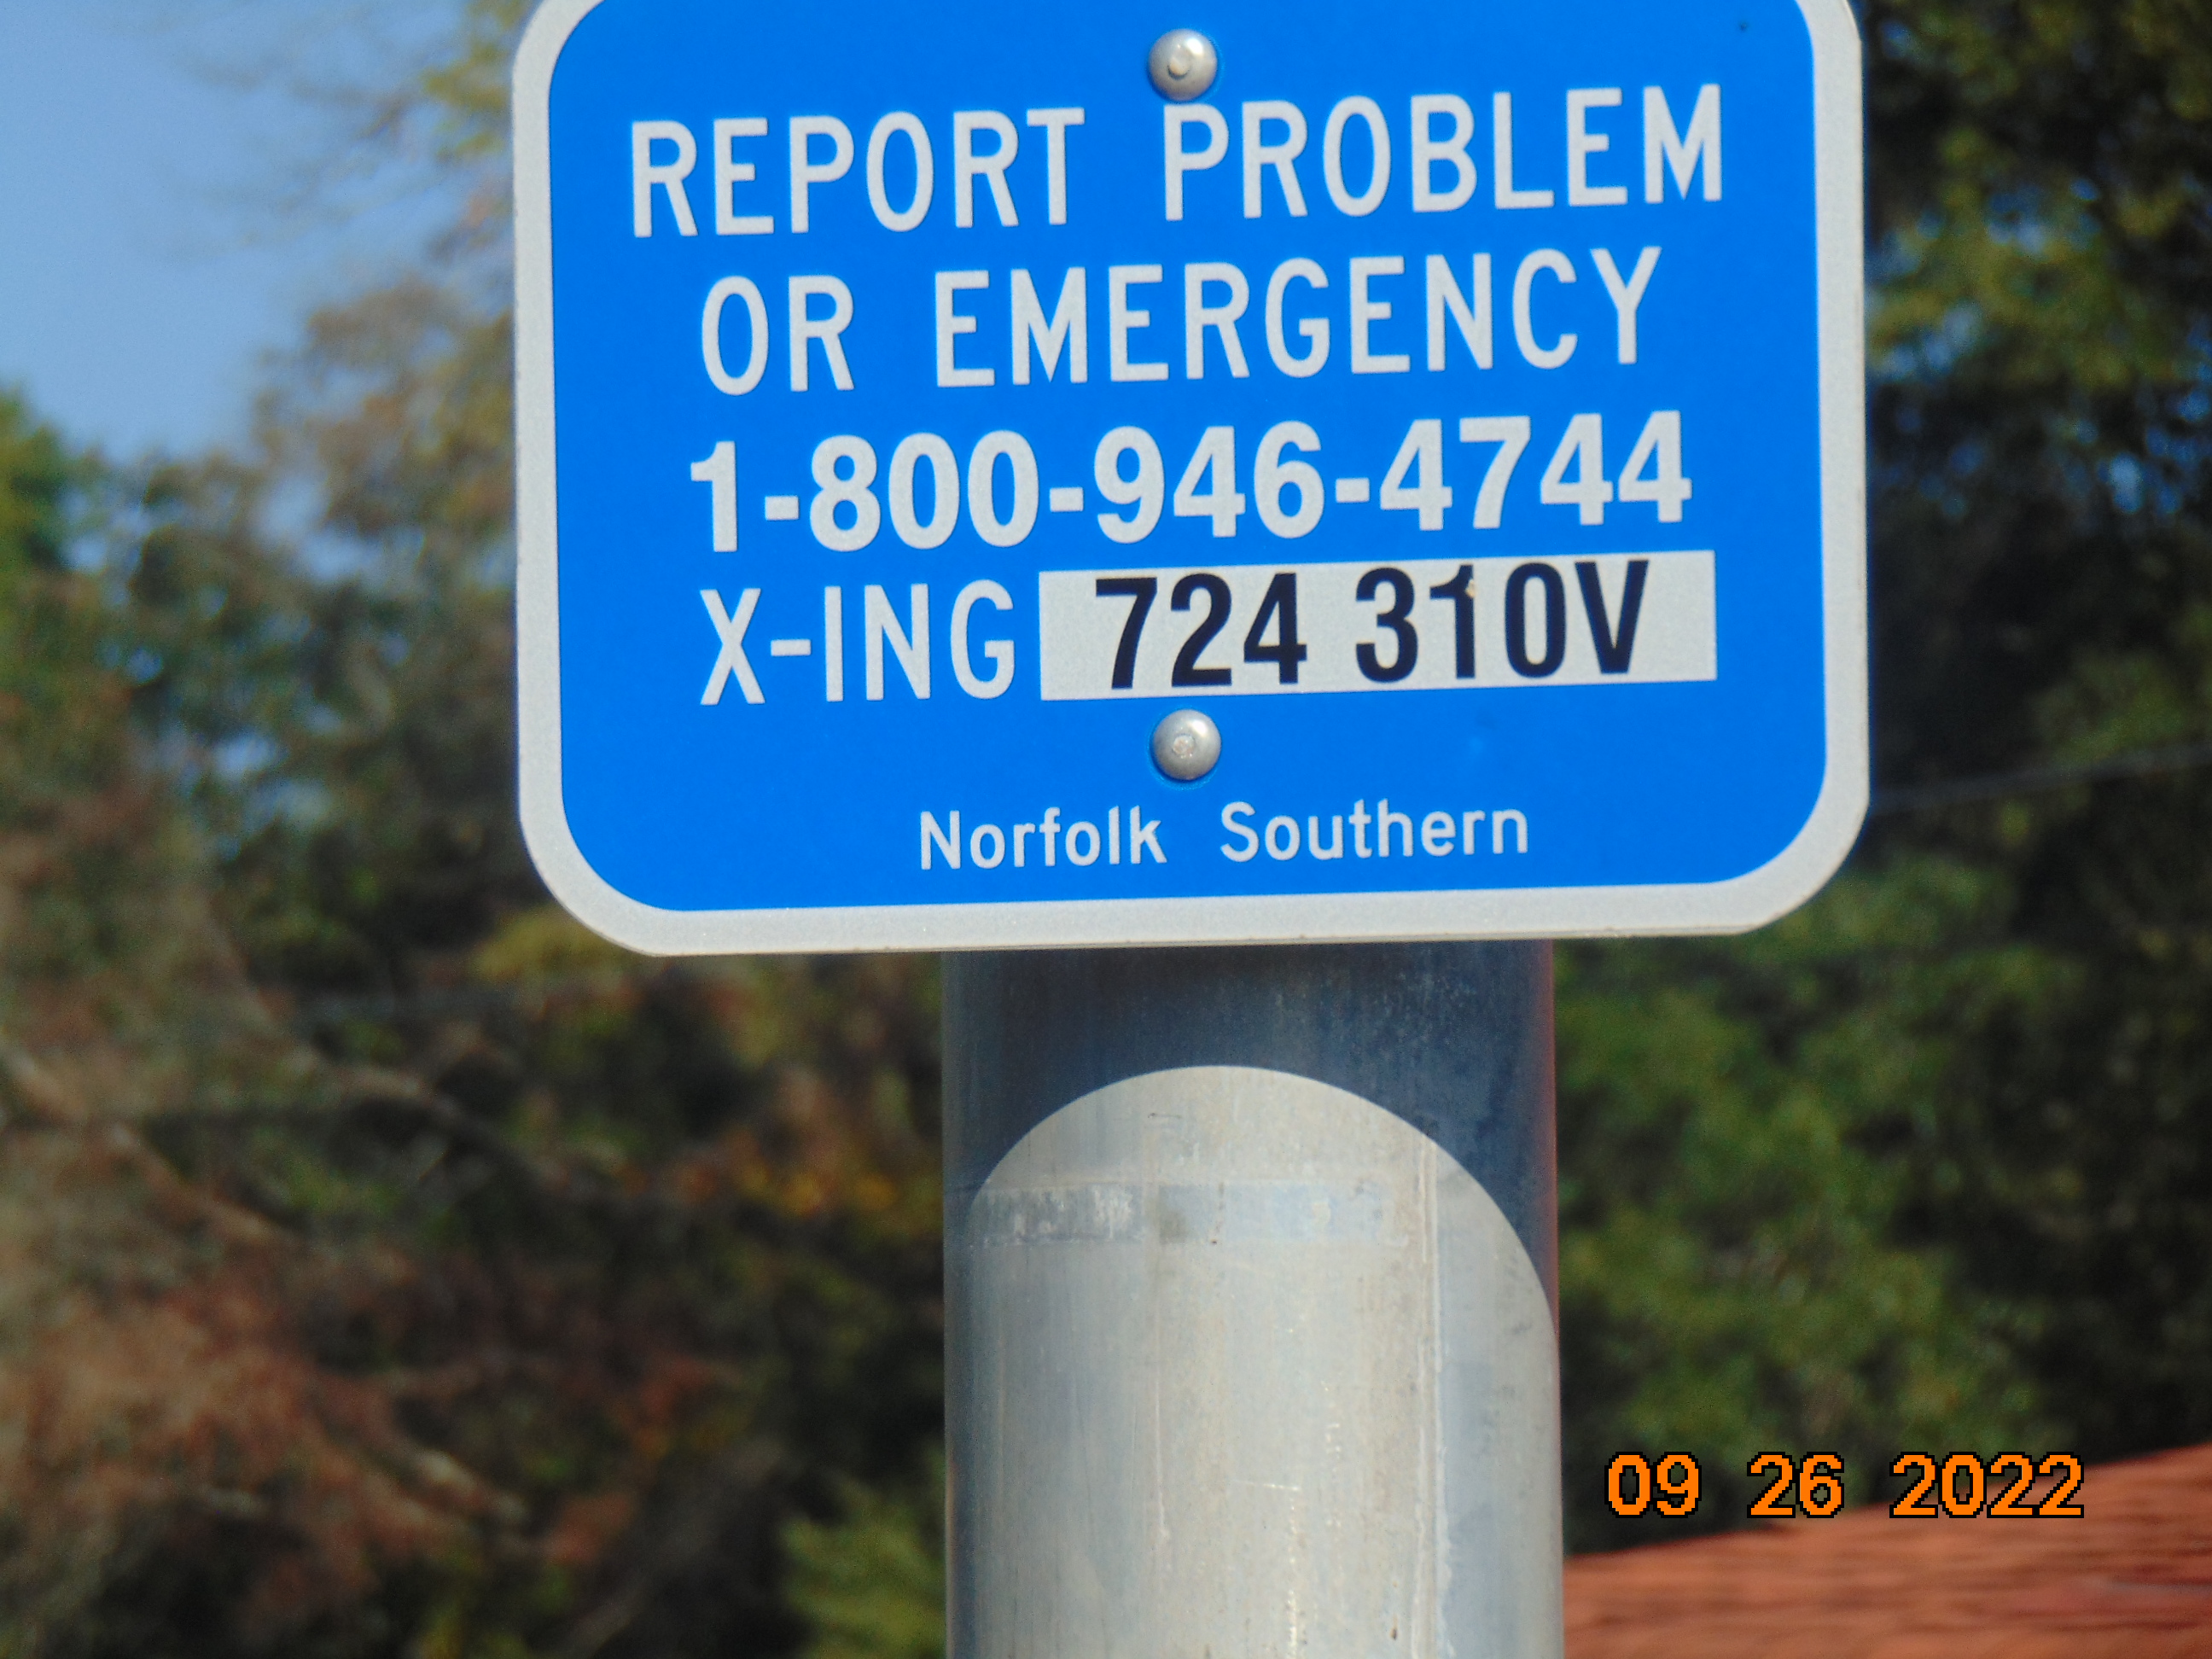 REPORT PROBLEM
OR EMERGENCY
1-800-946-4744
X-ING 724 310V
Norfolk Southern
09 26 2022